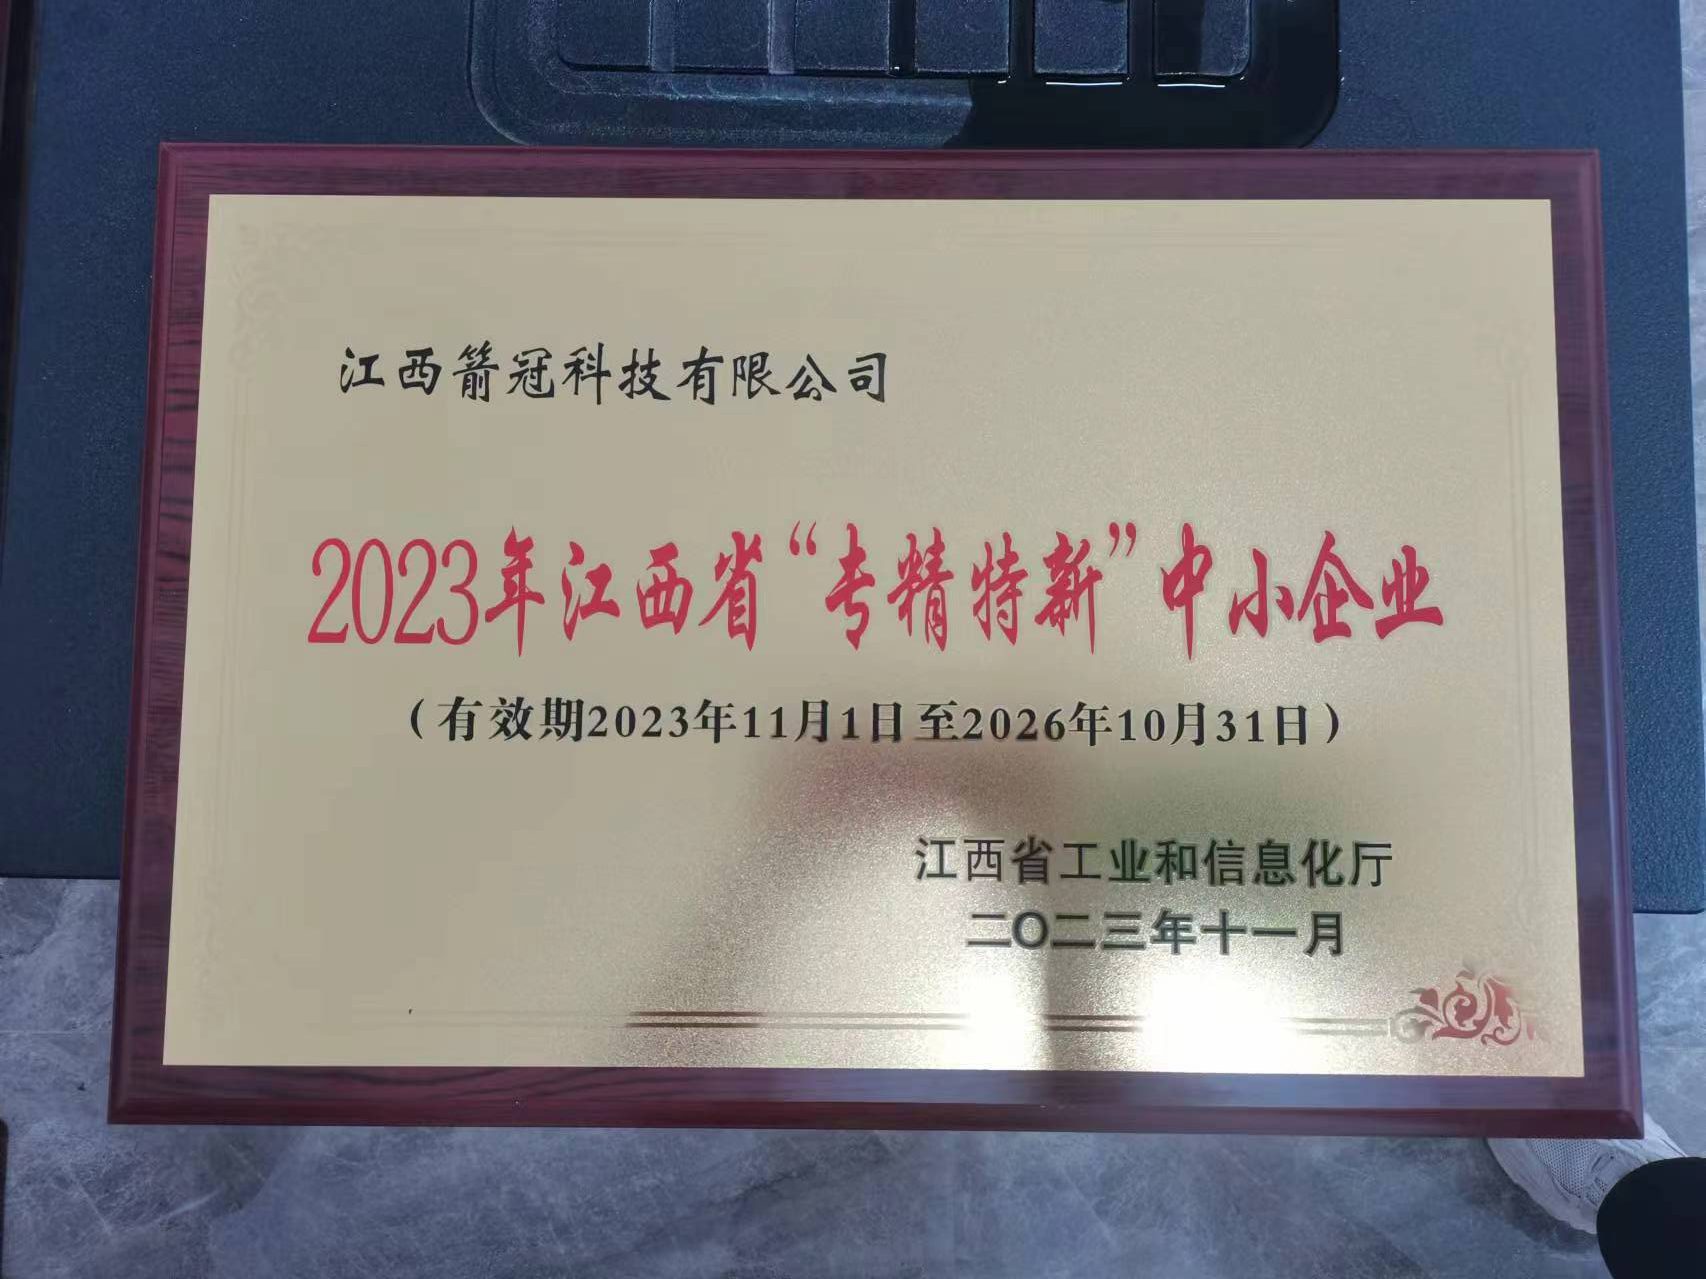 江西箭冠科技有限公司
2023年江西省“专精特新”中小企业
（有效期2023年11月1日至2026年10月31日）
江西省工业和信息化厅
二〇二三年十一月